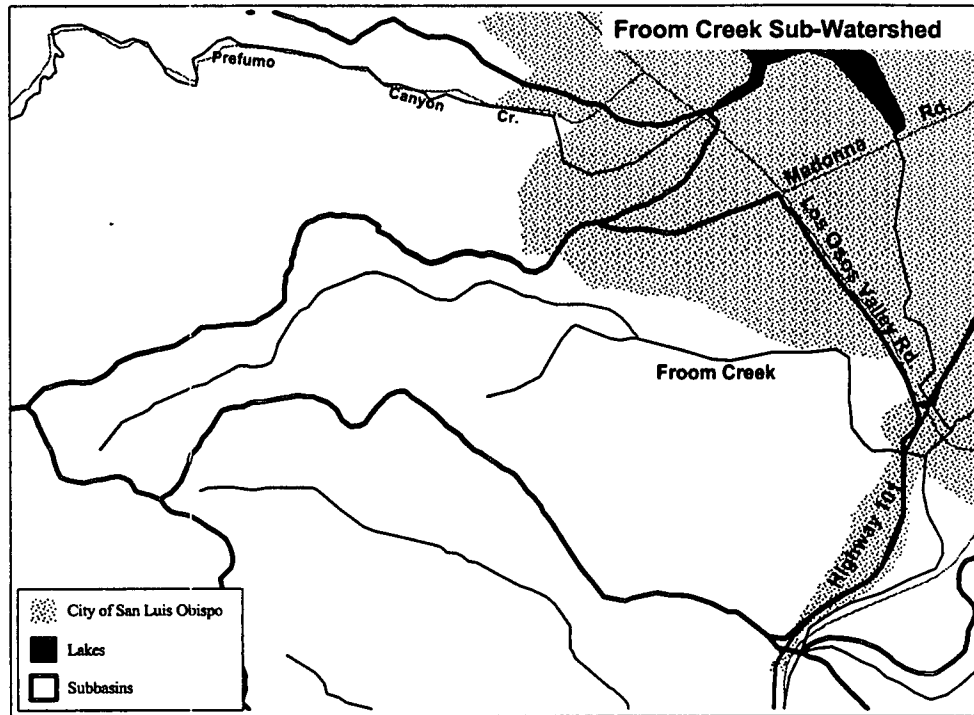 Froom Creek Sub-Watershed
Prefumo
Canyon
Cr.
Madonna
Rd.
Los Osos Valley Rd.
Froom Creek
Highway 101
City of San Luis Obispo
Lakes
Subbasins